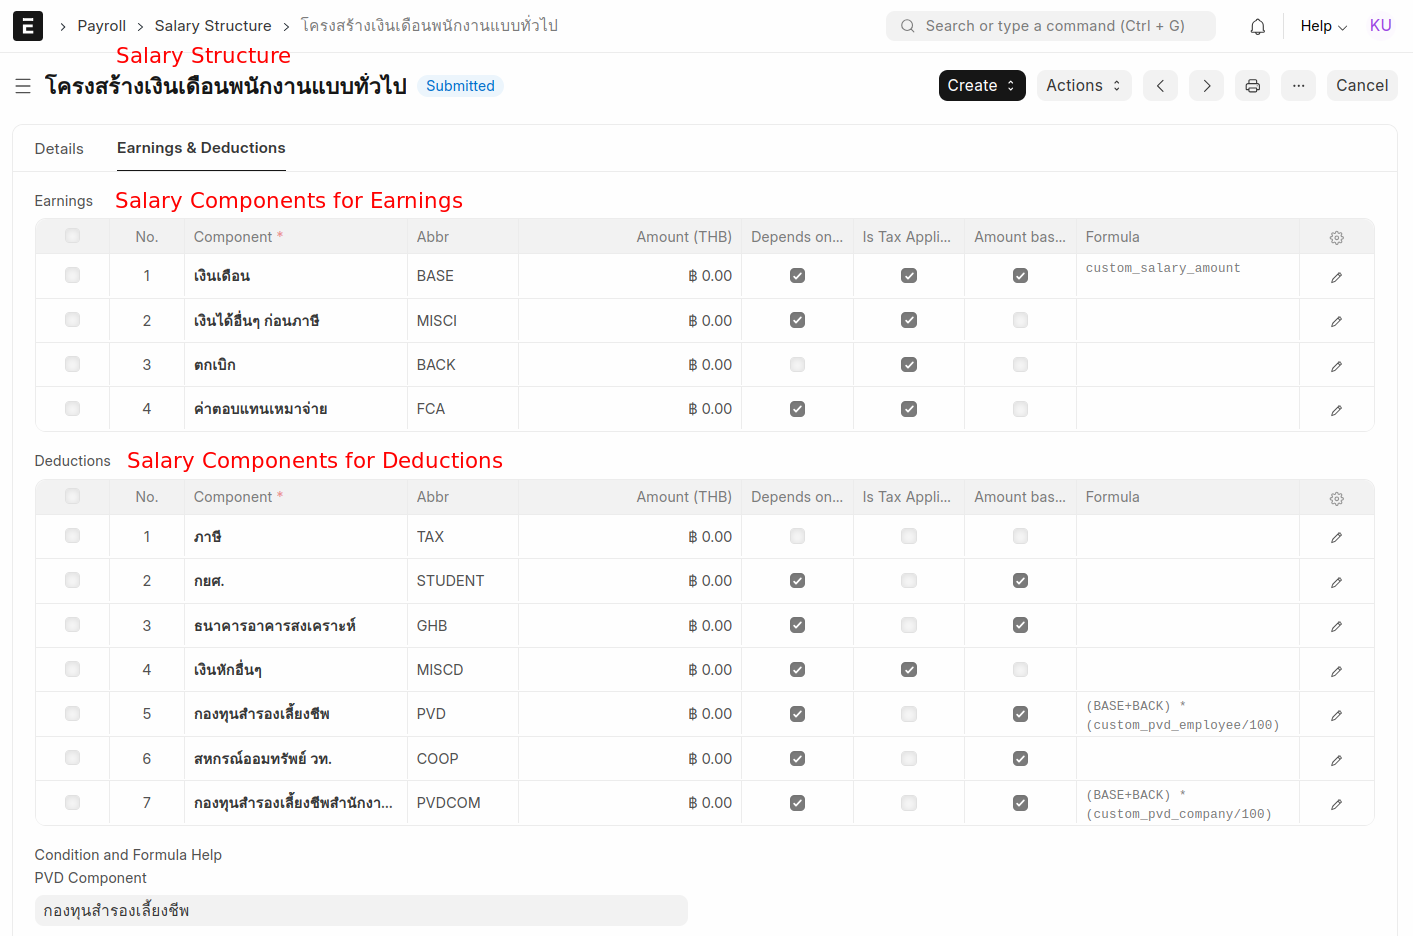 E > Payroll > Salary Structure > โครงสร้างเงินเดือนพนักงานแบบทั่วไป Search or type a command (Ctrl + G) Help KU
Salary Structure
โครงสร้างเงินเดือนพนักงานแบบทั่วไป Submitted Create Actions ... Cancel
Details Earnings & Deductions
Earnings Salary Components for Earnings
No. Component * Abbr Amount (THB) Depends on... Is Tax Appli... Amount bas... Formula
1 เงินเดือน BASE ฿ 0.00 custom_salary_amount
2 เงินได้อื่นๆ ก่อนภาษี MISCI ฿ 0.00
3 ตกเบิก BACK ฿ 0.00
4 ค่าตอบแทนเหมาจ่าย FCA ฿ 0.00
Deductions Salary Components for Deductions
No. Component * Abbr Amount (THB) Depends on... Is Tax Appli... Amount bas... Formula
1 ภาษี TAX ฿ 0.00
2 กยศ. STUDENT ฿ 0.00
3 ธนาคารอาคารสงเคราะห์ GHB ฿ 0.00
4 เงินหักอื่นๆ MISCD ฿ 0.00
5 กองทุนสำรองเลี้ยงชีพ PVD ฿ 0.00 (BASE+BACK) *
(custom_pvd_employee/100)
6 สหกรณ์ออมทรัพย์ วท. COOP ฿ 0.00
7 กองทุนสำรองเลี้ยงชีพสำนักงา... PVDCOM ฿ 0.00 (BASE+BACK) *
(custom_pvd_company/100)
Condition and Formula Help
PVD Component
กองทุนสำรองเลี้ยงชีพ